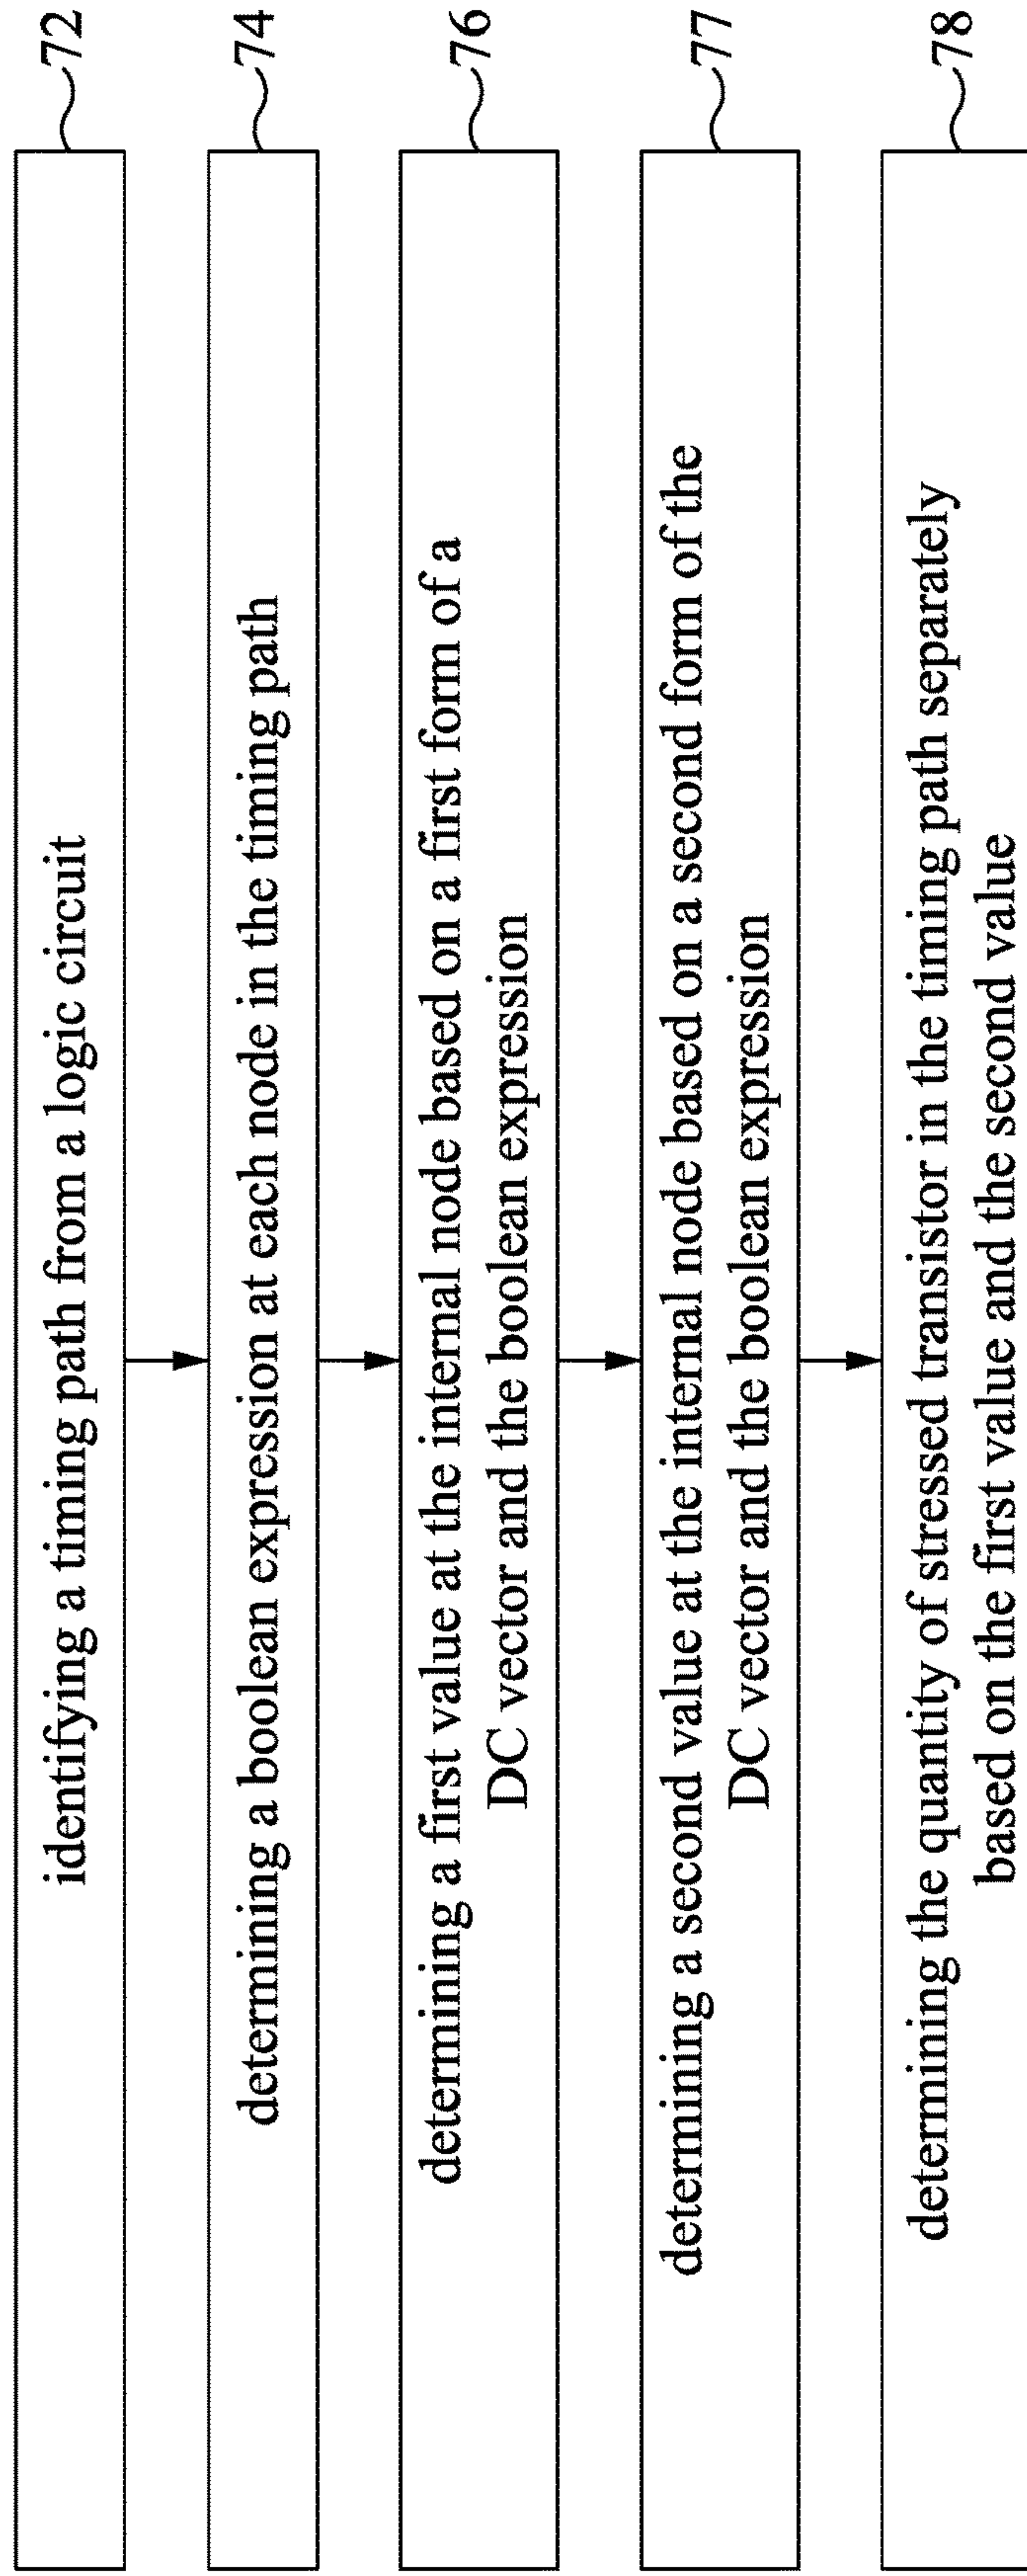 identifying a timing path from a logic circuit
72
determining a boolean expression at each node in the timing path
74
determining a first value at the internal node based on a first form of a
DC vector and the boolean expression
76
determining a second value at the internal node based on a second form of the
DC vector and the boolean expression
77
determining the quantity of stressed transistor in the timing path separately
based on the first value and the second value
78